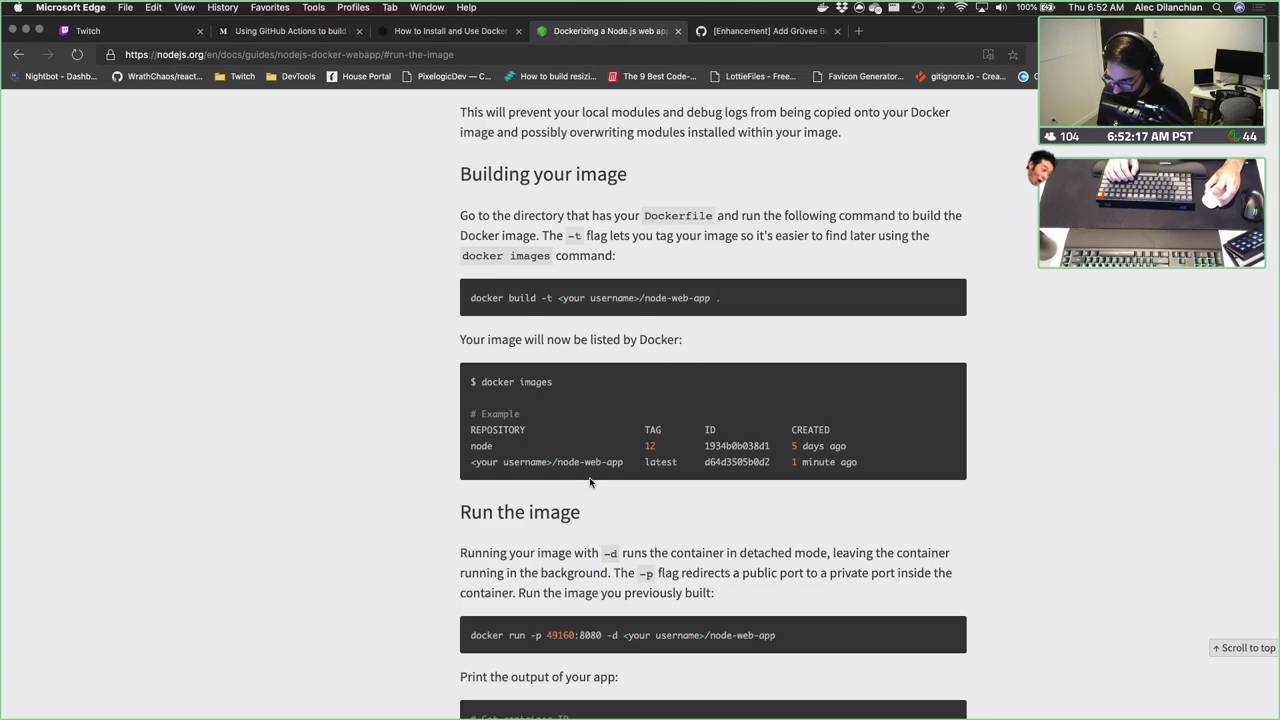 Microsoft Edge File Edit View History Favorites Tools Profiles Tab Window Help 100% Thu 6:52 AM Alec Dilanchian
Twitch Using GitHub Actions to build How to Install and Use Docker Dockerizing a Node.js web app [Enhancement] Add Grüvee B
https://nodejs.org/en/docs/guides/nodejs-docker-webapp/#run-the-image
Nightbot - Dashb... WrathChaos/react... Twitch DevTools House Portal PixelogicDev — C... How to build resizi... The 9 Best Code-... LottieFiles — Free... Favicon Generator... gitignore.io - Crea...
104 6:52:17 AM PST 44
This will prevent your local modules and debug logs from being copied onto your Docker
image and possibly overwriting modules installed within your image.
Building your image
Go to the directory that has your Dockerfile and run the following command to build the
Docker image. The -t flag lets you tag your image so it's easier to find later using the
docker images command:
docker build -t <your username>/node-web-app .
Your image will now be listed by Docker:
$ docker images
# Example
REPOSITORY TAG ID CREATED
node 12 1934b0b038d1 5 days ago
<your username>/node-web-app latest d64d3505b0d2 1 minute ago
Run the image
Running your image with -d runs the container in detached mode, leaving the container
running in the background. The -p flag redirects a public port to a private port inside the
container. Run the image you previously built:
docker run -p 49160:8080 -d <your username>/node-web-app
↑ Scroll to top
Print the output of your app:
# Get container ID